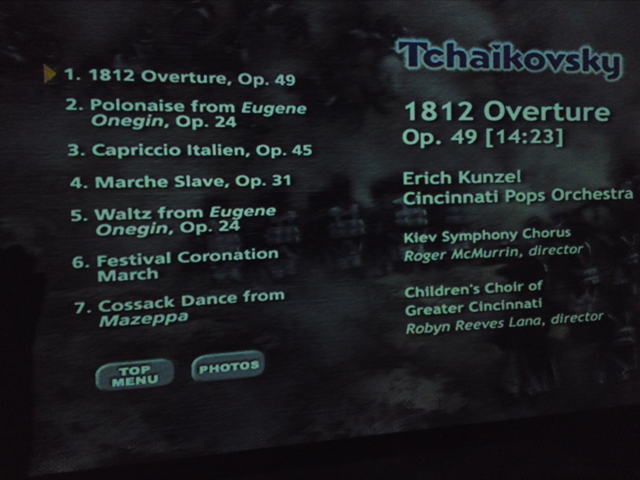 1. 1812 Overture, Op. 49
2. Polonaise from Eugene
Onegin, Op. 24
3. Capriccio Italien, Op. 45
4. Marche Slave, Op. 31
5. Waltz from Eugene
Onegin, Op. 24
6. Festival Coronation
March
7. Cossack Dance from
Mazeppa
TOP
MENU
PHOTOS
Tchaikovsky
1812 Overture
Op. 49 [14:23]
Erich Kunzel
Cincinnati Pops Orchestra
Kiev Symphony Chorus
Roger McMurrin, director
Children's Choir of
Greater Cincinnati
Robyn Reeves Lana, director